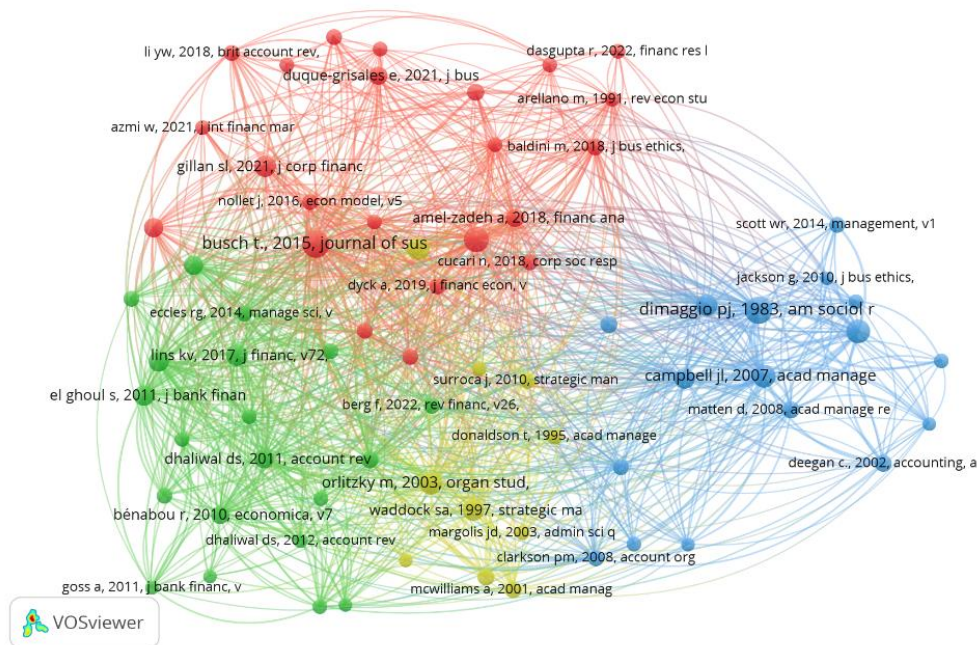 li yw, 2018, brit account rev,
dasgupta r, 2022, financ res l
duque-grisales e, 2021, j bus
arellano m, 1991, rev econ stu
azmi w, 2021, j int financ mar
baldini m, 2018, j bus ethics,
gillan sl, 2021, j corp financ
nollet j, 2016, econ model, v5
amel-zadeh a, 2018, financ ana
scott wr, 2014, management, v1
busch t., 2015, journal of sus
cucari n, 2018, corp soc resp
jackson g, 2010, j bus ethics,
dyck a, 2019, j financ econ, v
eccles rg, 2014, manage sci, v
dimaggio pj, 1983, am sociol r
lins kv, 2017, j financ, v72,
surroca j, 2010, strategic man
campbell jl, 2007, acad manage
el ghoul s, 2011, j bank finan
berg f, 2022, rev financ, v26,
matten d, 2008, acad manage re
donaldson t, 1995, acad manage
dhaliwal ds, 2011, account rev
deegan c., 2002, accounting, a
orlitzky m, 2003, organ stud,
bénabou r, 2010, economica, v7
waddock sa, 1997, strategic ma
margolis jd, 2003, admin sci q
dhaliwal ds, 2012, account rev
clarkson pm, 2008, account org
goss a, 2011, j bank financ, v
mcwilliams a, 2001, acad manag
VOSviewer